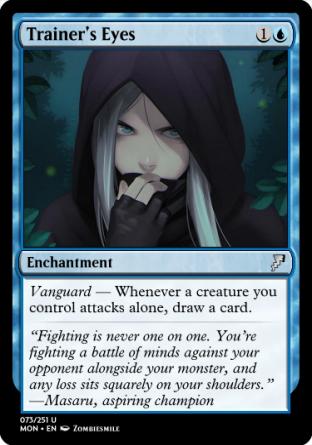 Trainer's Eyes 1
Enchantment
Vanguard — Whenever a creature you
control attacks alone, draw a card.
“Fighting is never one on one. You're
fighting a battle of minds against your
opponent alongside your monster, and
any loss sits squarely on your shoulders.”
—Masaru, aspiring champion
073/251 U
MON • EN ZOMBIESMILE